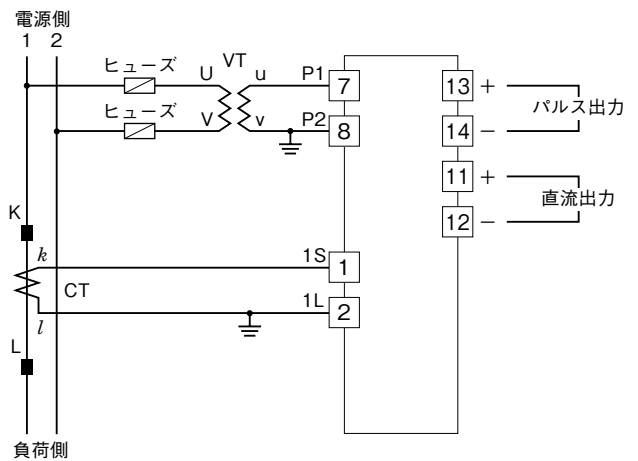 電源側
1 2
ヒューズ U VT u P1 7 13 +
パルス出力
ヒューズ V v P2 8 14 −
11 +
直流出力
12 −
K
k 1S 1
CT
l 1L 2
L
負荷側